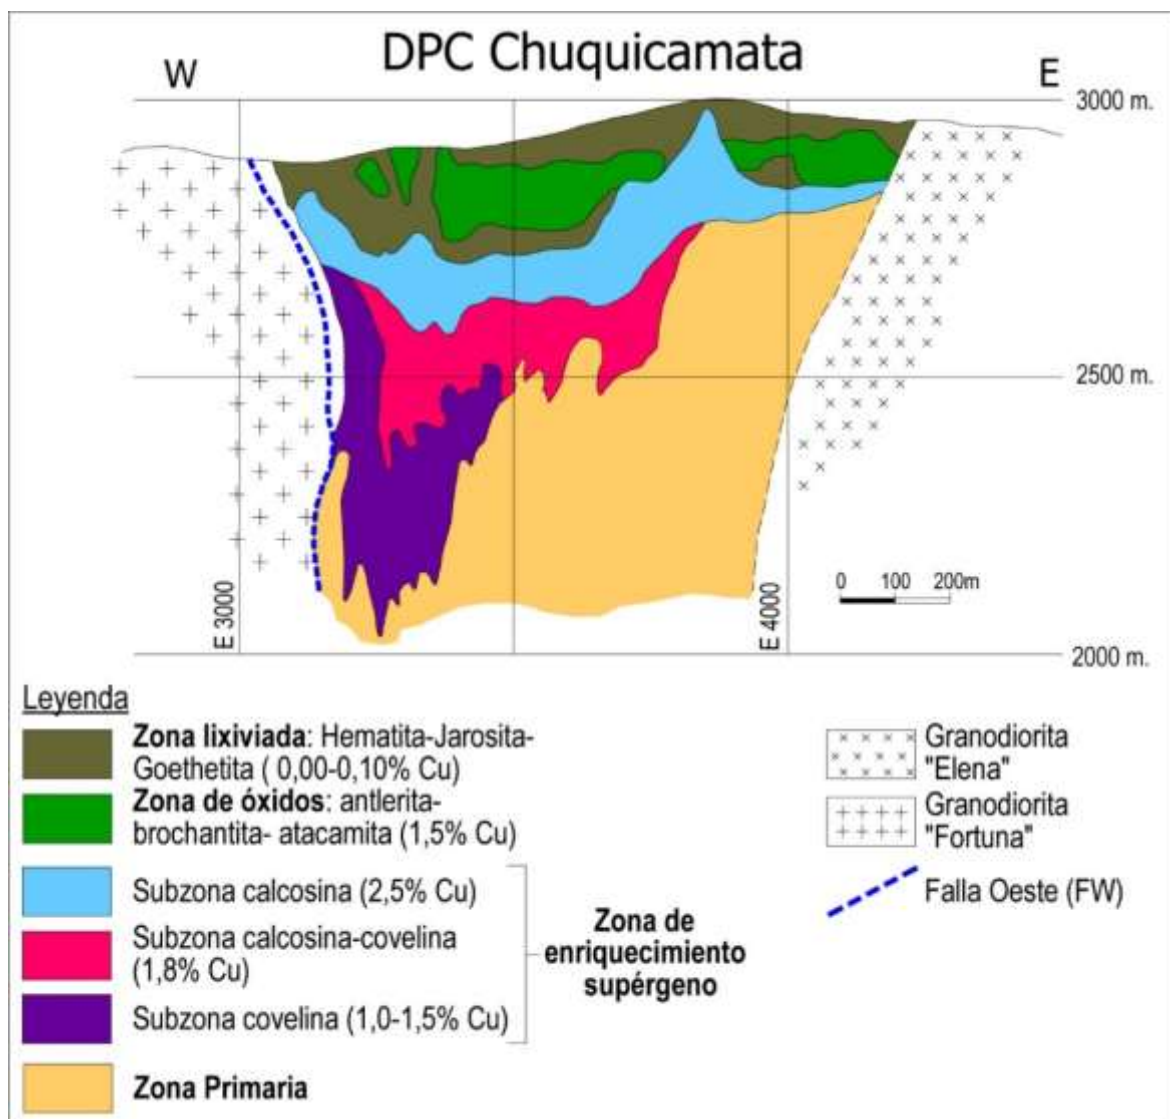 DPC Chuquicamata
W
E
3000 m.
2500 m.
E 3000
E 4000
0 100 200m
2000 m.
Leyenda
Zona lixiviada: Hematita-Jarosita-
Goethetita ( 0,00-0,10% Cu)
Zona de óxidos: antlerita-
brochantita- atacamita (1,5% Cu)
Subzona calcosina (2,5% Cu)
Subzona calcosina-covelina
(1,8% Cu)
Subzona covelina (1,0-1,5% Cu)
Zona de
enriquecimiento
supérgeno
Zona Primaria
Granodiorita
"Elena"
Granodiorita
"Fortuna"
Falla Oeste (FW)